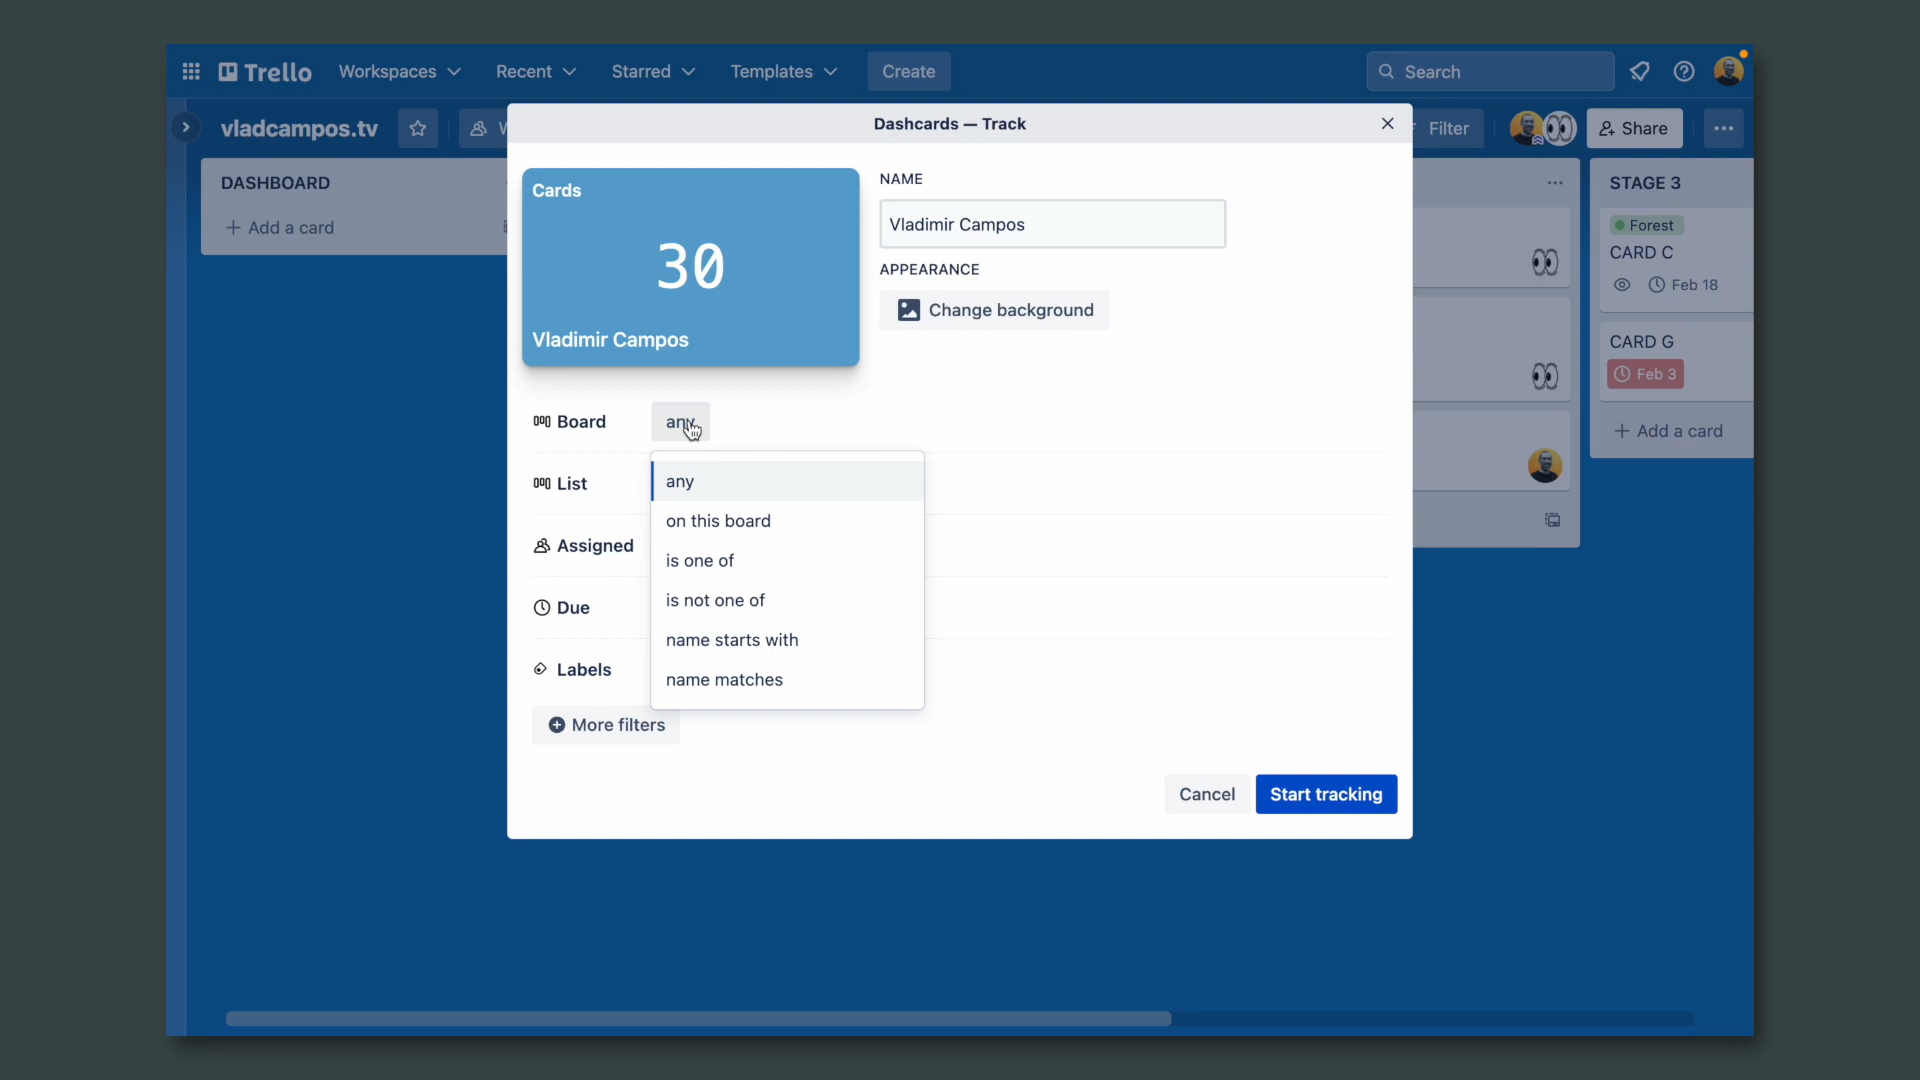 Trello Workspaces Recent Starred Templates Create Search
vladcampos.tv Filter Share
Dashcards — Track
DASHBOARD
+ Add a card
Cards
30
Vladimir Campos
NAME
Vladimir Campos
APPEARANCE
Change background
Board any
List
Assigned
Due
Labels
any
on this board
is one of
is not one of
name starts with
name matches
More filters
Cancel Start tracking
STAGE 3
Forest
CARD C
Feb 18
CARD G
Feb 3
+ Add a card